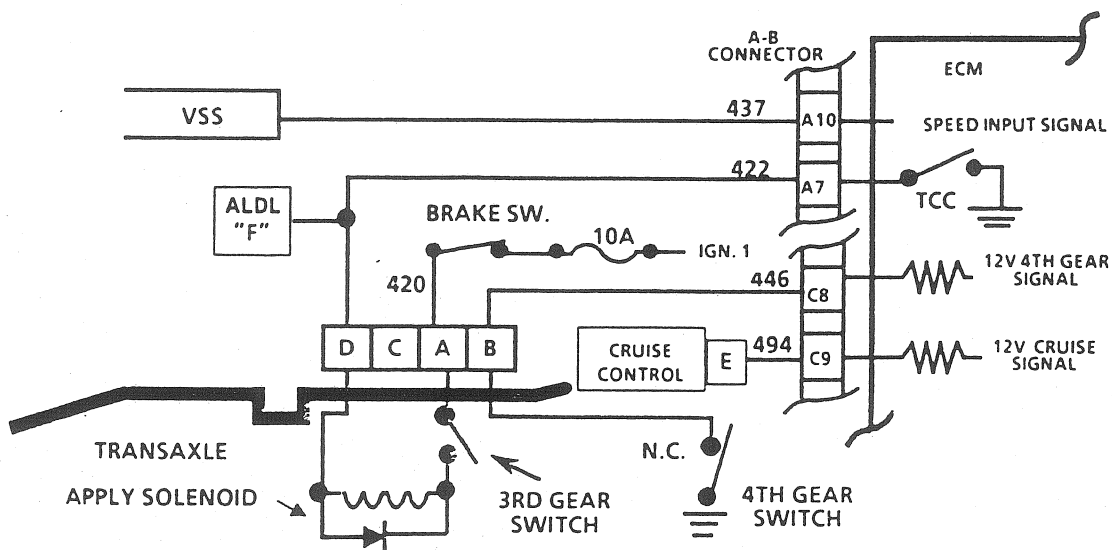 A-B
CONNECTOR
ECM
VSS
437
A10
SPEED INPUT SIGNAL
422
A7
TCC
ALDL
"F"
BRAKE SW.
10A
IGN. 1
420
446
C8
12V 4TH GEAR
SIGNAL
D C A B
CRUISE
CONTROL
E
494
C9
12V CRUISE
SIGNAL
TRANSAXLE
N.C.
APPLY SOLENOID
3RD GEAR
SWITCH
4TH GEAR
SWITCH